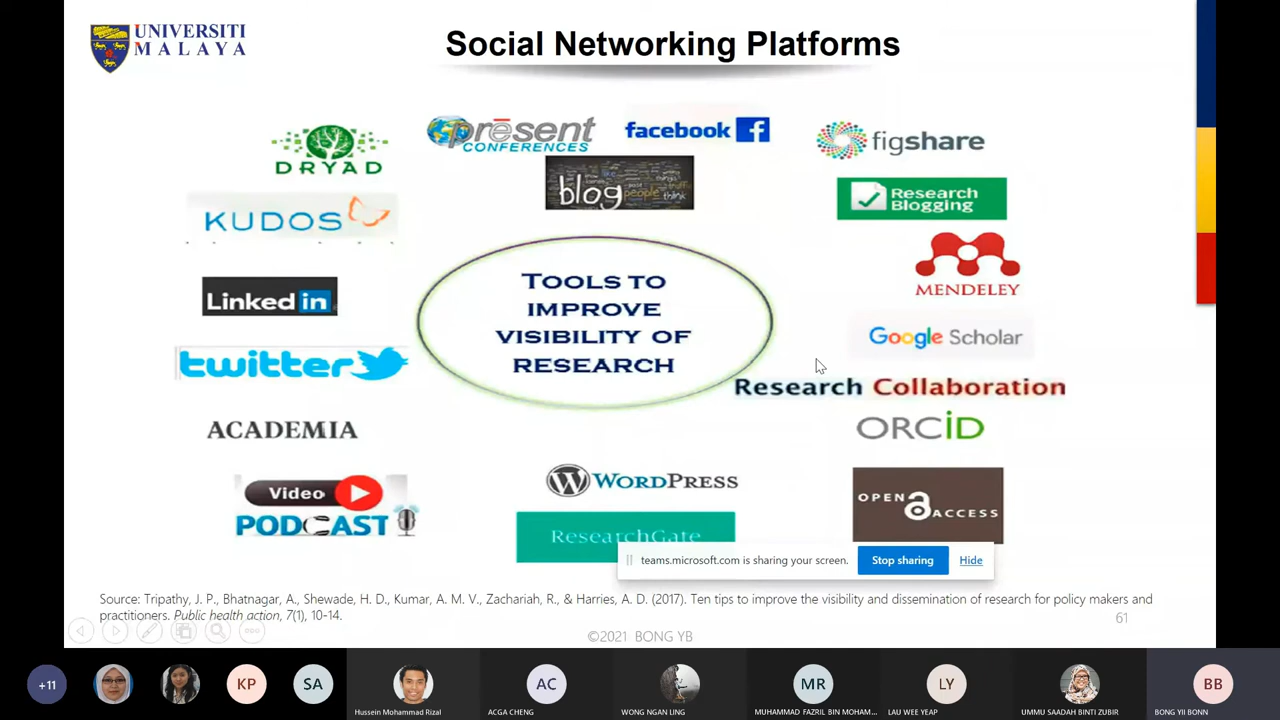 UNIVERSITI
MALAYA
Social Networking Platforms
DRYAD
prēsent
CONFERENCES
facebook
f
figshare
blog
people
think
Research
Blogging
KUDOS
MENDELEY
Linked in
TOOLS TO
IMPROVE
VISIBILITY OF
RESEARCH
Google Scholar
twitter
Research Collaboration
ACADEMIA
ORCiD
Video
PODCAST
WORDPRESS
OPEN
ACCESS
ResearchGate
teams.microsoft.com is sharing your screen.
Stop sharing
Hide
Source: Tripathy, J. P., Bhatnagar, A., Shewade, H. D., Kumar, A. M. V., Zachariah, R., & Harries, A. D. (2017). Ten tips to improve the visibility and dissemination of research for policy makers and
practitioners. Public health action, 7(1), 10-14.
61
©2021 BONG YB
+11
KP
SA
AC
MR
LY
BB
Hussein Mohammad Rizal
ACGA CHENG
WONG NGAN LING
MUHAMMAD FAZRIL BIN MOHAM...
LAU WEE YEAP
UMMU SAADAH BINTI ZUBIR
BONG YII BONN